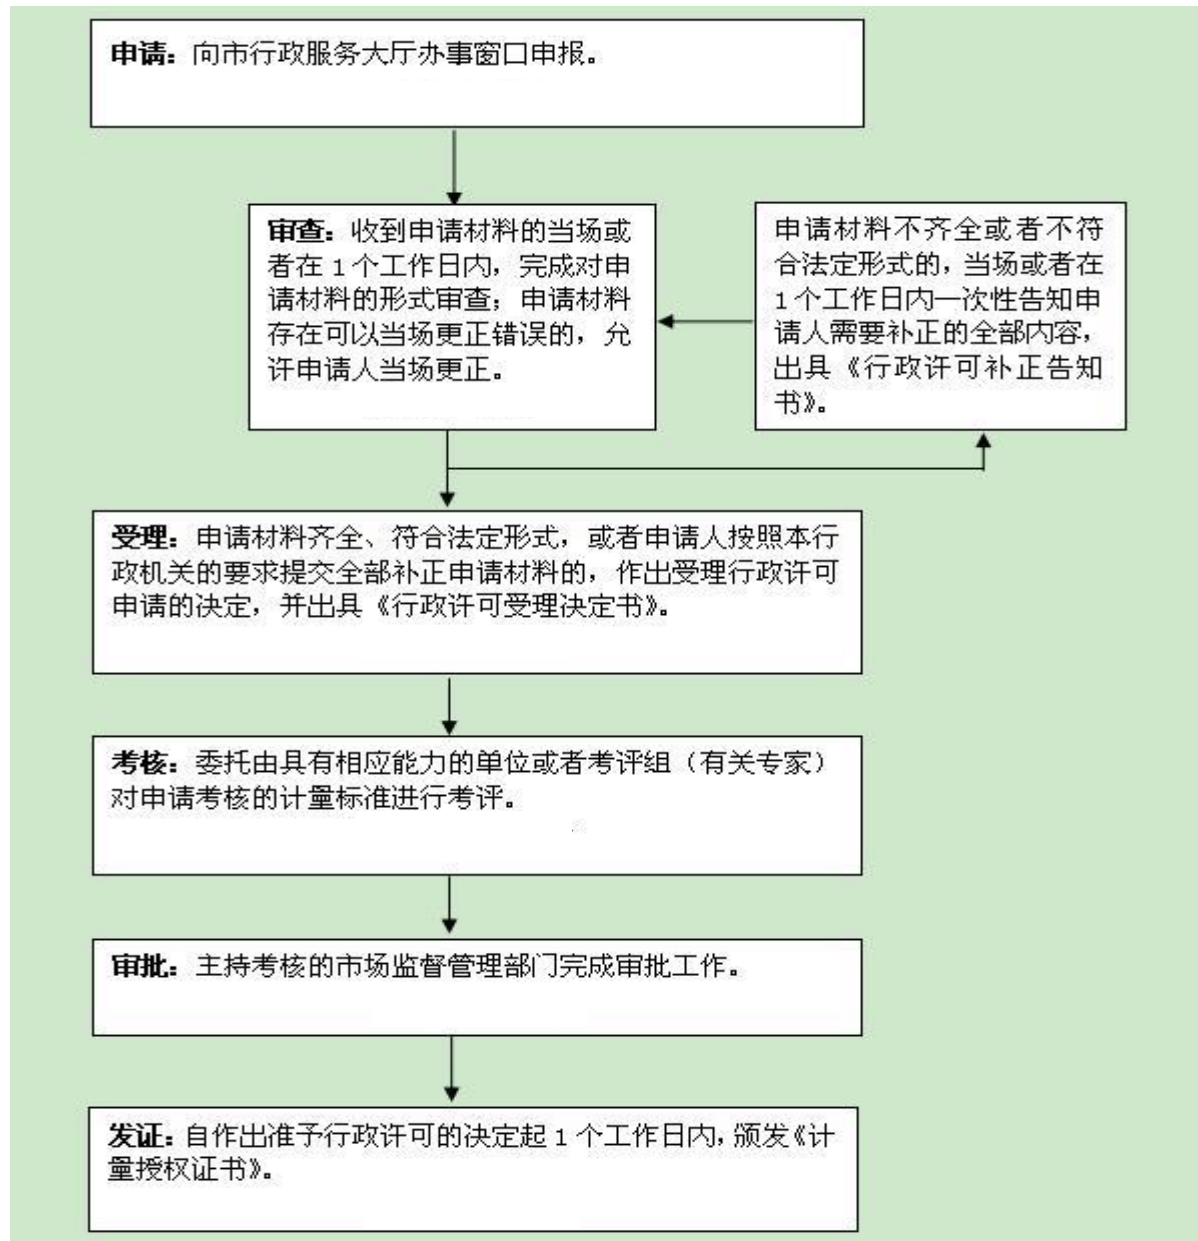 申请：向市行政服务大厅办事窗口申报。
审查：收到申请材料的当场或
者在 1 个工作日内，完成对申
请材料的形式审查；申请材料
存在可以当场更正错误的，允
许申请人当场更正。
申请材料不齐全或者不符
合法定形式的，当场或者在
1 个工作日内一次性告知申
请人需要补正的全部内容，
出具《行政许可补正告知
书》。
受理：申请材料齐全、符合法定形式，或者申请人按照本行
政机关的要求提交全部补正申请材料的，作出受理行政许可
申请的决定，并出具《行政许可受理决定书》。
考核：委托由具有相应能力的单位或者考评组（有关专家）
对申请考核的计量标准进行考评。
审批：主持考核的市场监督管理部门完成审批工作。
发证：自作出准予行政许可的决定起 1 个工作日内，颁发《计
量授权证书》。